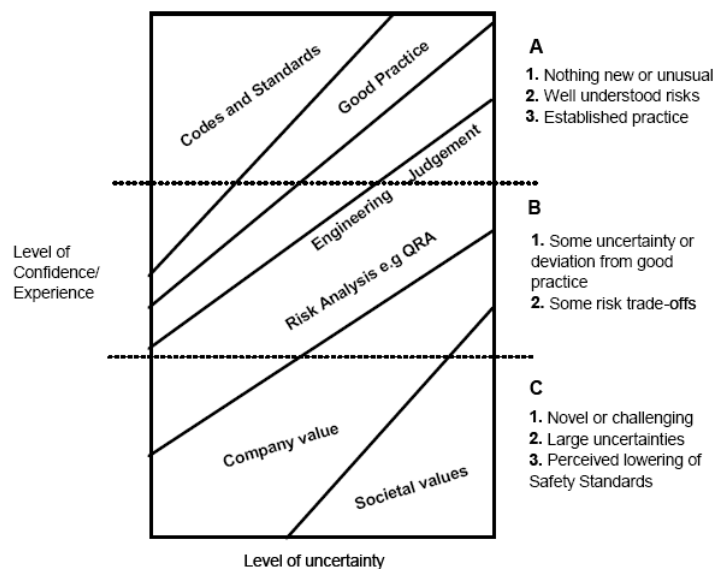 Codes and Standards
Good Practice
Engineering Judgement
Risk Analysis e.g QRA
Company value
Societal values
Level of
Confidence/
Experience
Level of uncertainty
A
1. Nothing new or unusual
2. Well understood risks
3. Established practice
B
1. Some uncertainty or
deviation from good
practice
2. Some risk trade-offs
C
1. Novel or challenging
2. Large uncertainties
3. Perceived lowering of
Safety Standards